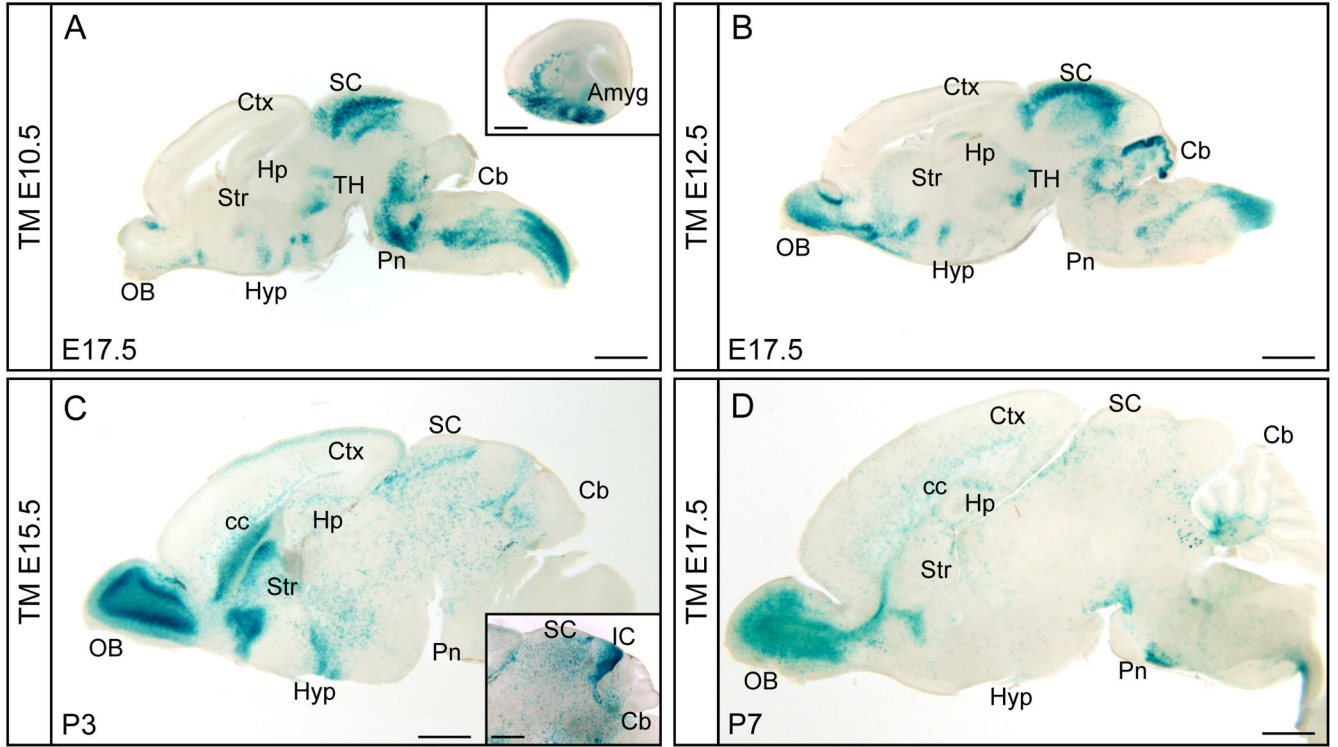 TM E10.5
A
SC
Ctx
Amyg
Hp
TH
Str
Cb
Pn
OB
Hyp
E17.5
TM E12.5
B
SC
Ctx
Hp
Cb
Str
TH
OB
Hyp
Pn
E17.5
TM E15.5
C
SC
Ctx
Cb
cc
Hp
Str
OB
Pn
Hyp
SC
IC
Cb
P3
TM E17.5
D
SC
Ctx
Cb
cc
Hp
Str
OB
Pn
Hyp
P7